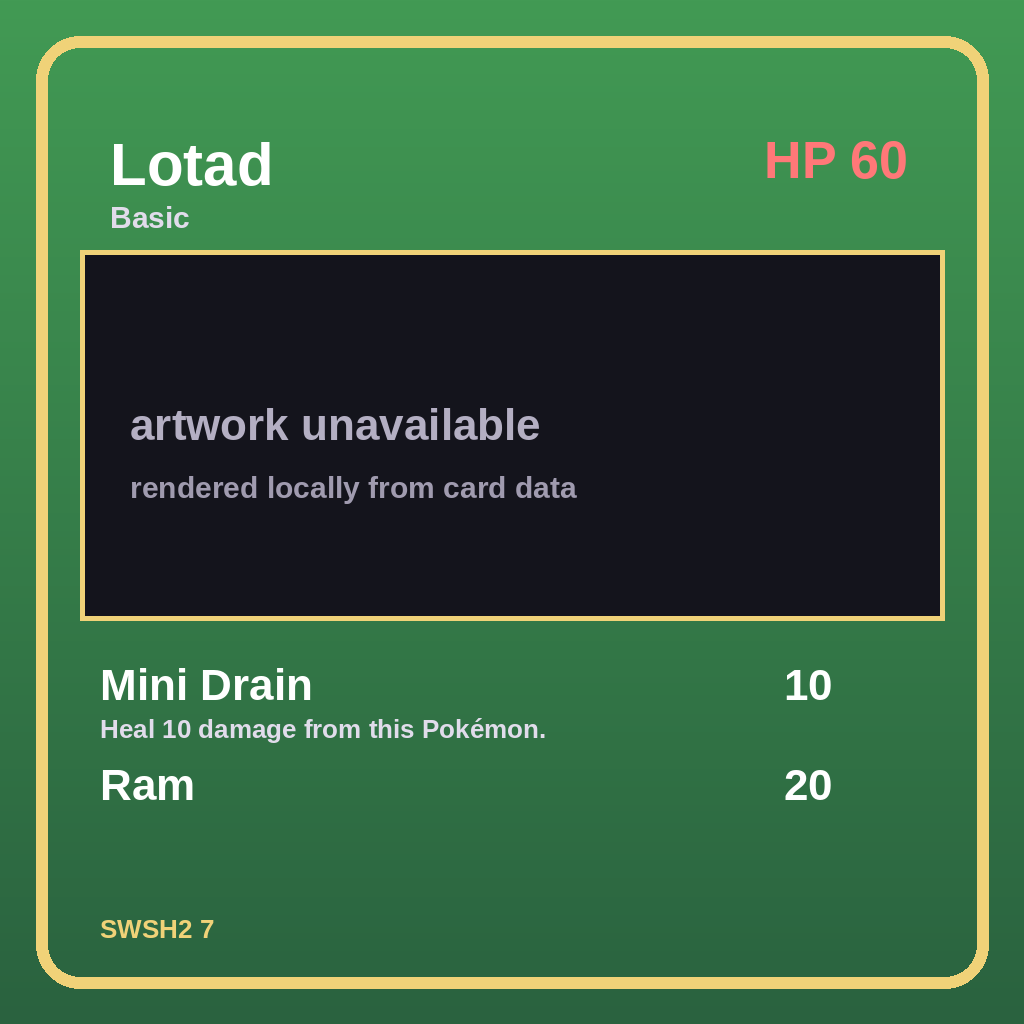 Lotad
HP 60
Basic
artwork unavailable
rendered locally from card data
Mini Drain 10
Heal 10 damage from this Pokémon.
Ram 20
SWSH2 7